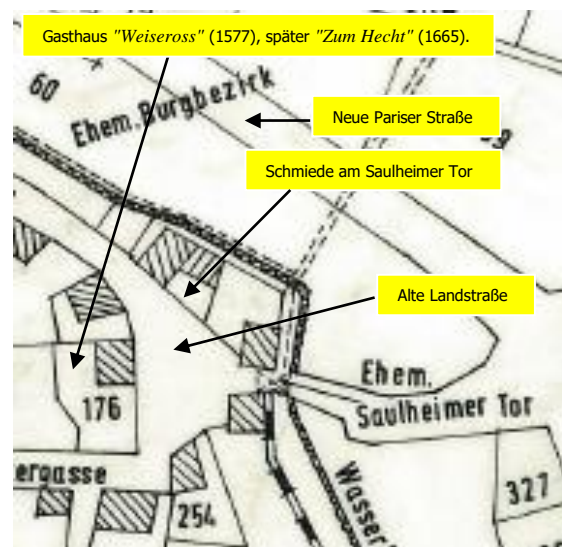 Gasthaus "Weiseross" (1577), später "Zum Hecht" (1665).
60
Ehem. Burgbezirk
Neue Pariser Straße
Schmiede am Saulheimer Tor
Alte Landstraße
Ehem.
Saulheimer Tor
176
ergasse
Wasser
254
327